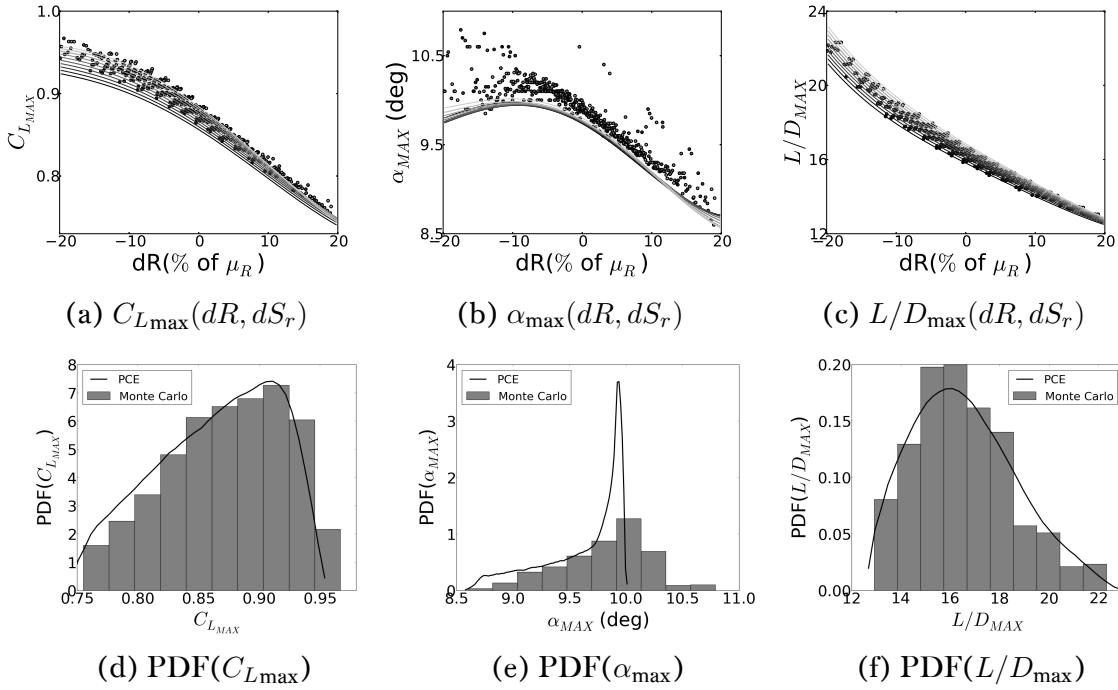 1.0
0.9
0.8
C_{L_{MAX}}
−20 −10 0 10 20
dR(% of μ_R )
(a) C_{L max}(dR, dS_r)
10.5
9.5
8.5
α_{MAX} (deg)
−20 −10 0 10 20
dR(% of μ_R )
(b) α_{max}(dR, dS_r)
24
20
16
12
L/D_{MAX}
−20 −10 0 10 20
dR(% of μ_R )
(c) L/D_{max}(dR, dS_r)
8
7
6
5
4
3
2
1
0
PDF(C_{L_{MAX}})
PCE
Monte Carlo
0.75 0.80 0.85 0.90 0.95
C_{L_{MAX}}
(d) PDF(C_{L max})
4
3
2
1
0
PDF(α_{MAX})
PCE
Monte Carlo
8.5 9.0 9.5 10.0 10.5 11.0
α_{MAX} (deg)
(e) PDF(α_{max})
0.20
0.15
0.10
0.05
0.00
PDF(L/D_{MAX})
PCE
Monte Carlo
12 14 16 18 20 22
L/D_{MAX}
(f) PDF(L/D_{max})